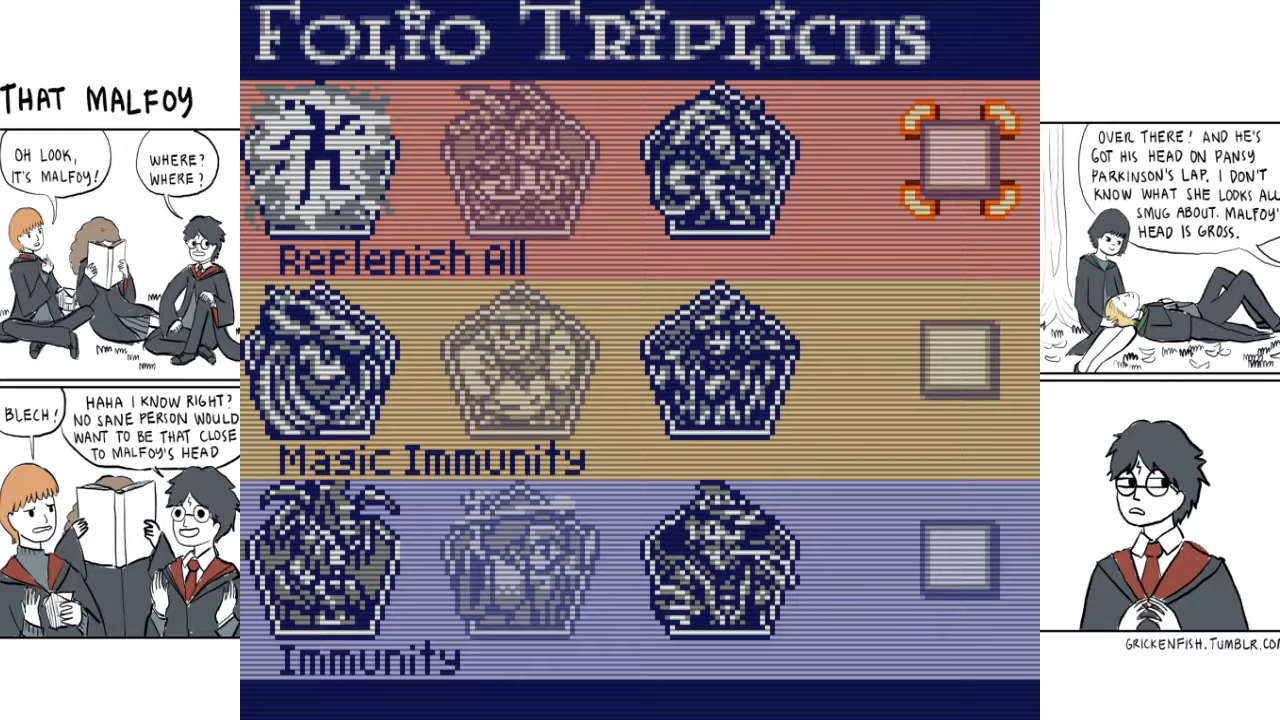 Folio Triplicus
Replenish All
Magic Immunity
Immunity
THAT MALFOY
OH LOOK,
IT'S MALFOY!
WHERE?
WHERE?
OVER THERE! AND HE'S
GOT HIS HEAD ON PANSY
PARKINSON'S LAP. I DON'T
KNOW WHAT SHE LOOKS ALL
SMUG ABOUT. MALFOY'S
HEAD IS GROSS.
BLECH!
HAHA I KNOW RIGHT?
NO SANE PERSON WOULD
WANT TO BE THAT CLOSE
TO MALFOY'S HEAD
GRICKENFISH.TUMBLR.COM